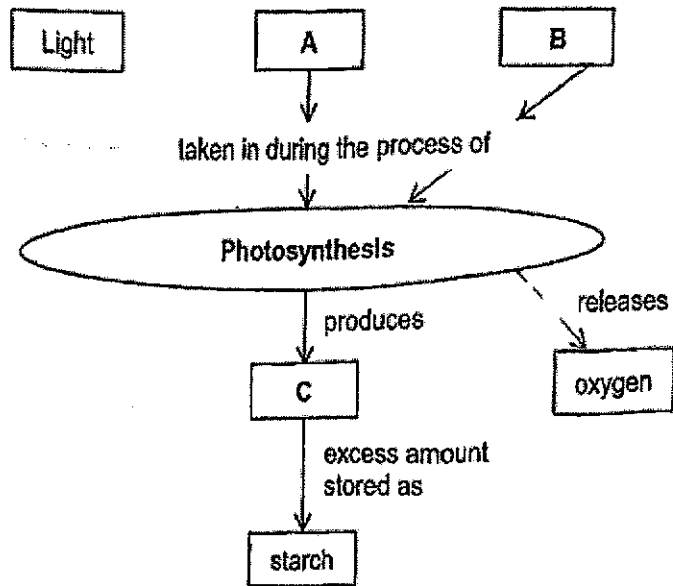 Light
A
B
taken in during the process of
Photosynthesis
produces
releases
C
oxygen
excess amount
stored as
starch